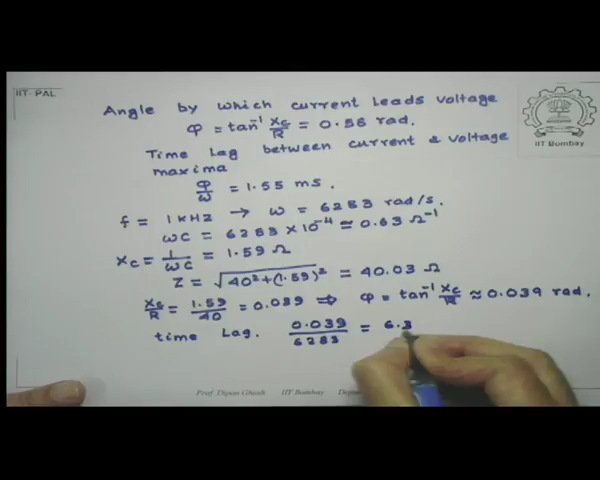 IIT- PAL
Angle by which current Leads voltage
φ = tan⁻¹ Xc/R = 0.58 rad.
Time Lag between current & voltage
maxima
φ/ω = 1.55 ms.
f = 1 kHz → ω = 6283 rad/s.
ωC = 6283 × 10⁻⁴ ≃ 0.63 Ω⁻¹
Xc = 1/ωC = 1.59 Ω
Z = √40²+(1.59)² = 40.03 Ω
Xc/R = 1.59/40 = 0.039 ⇒ φ = tan⁻¹ Xc/R ≈ 0.039 rad.
time Lag. 0.039/6283 = 6.3
IIT Bombay
Prof. Dipan Ghosh IIT Bombay